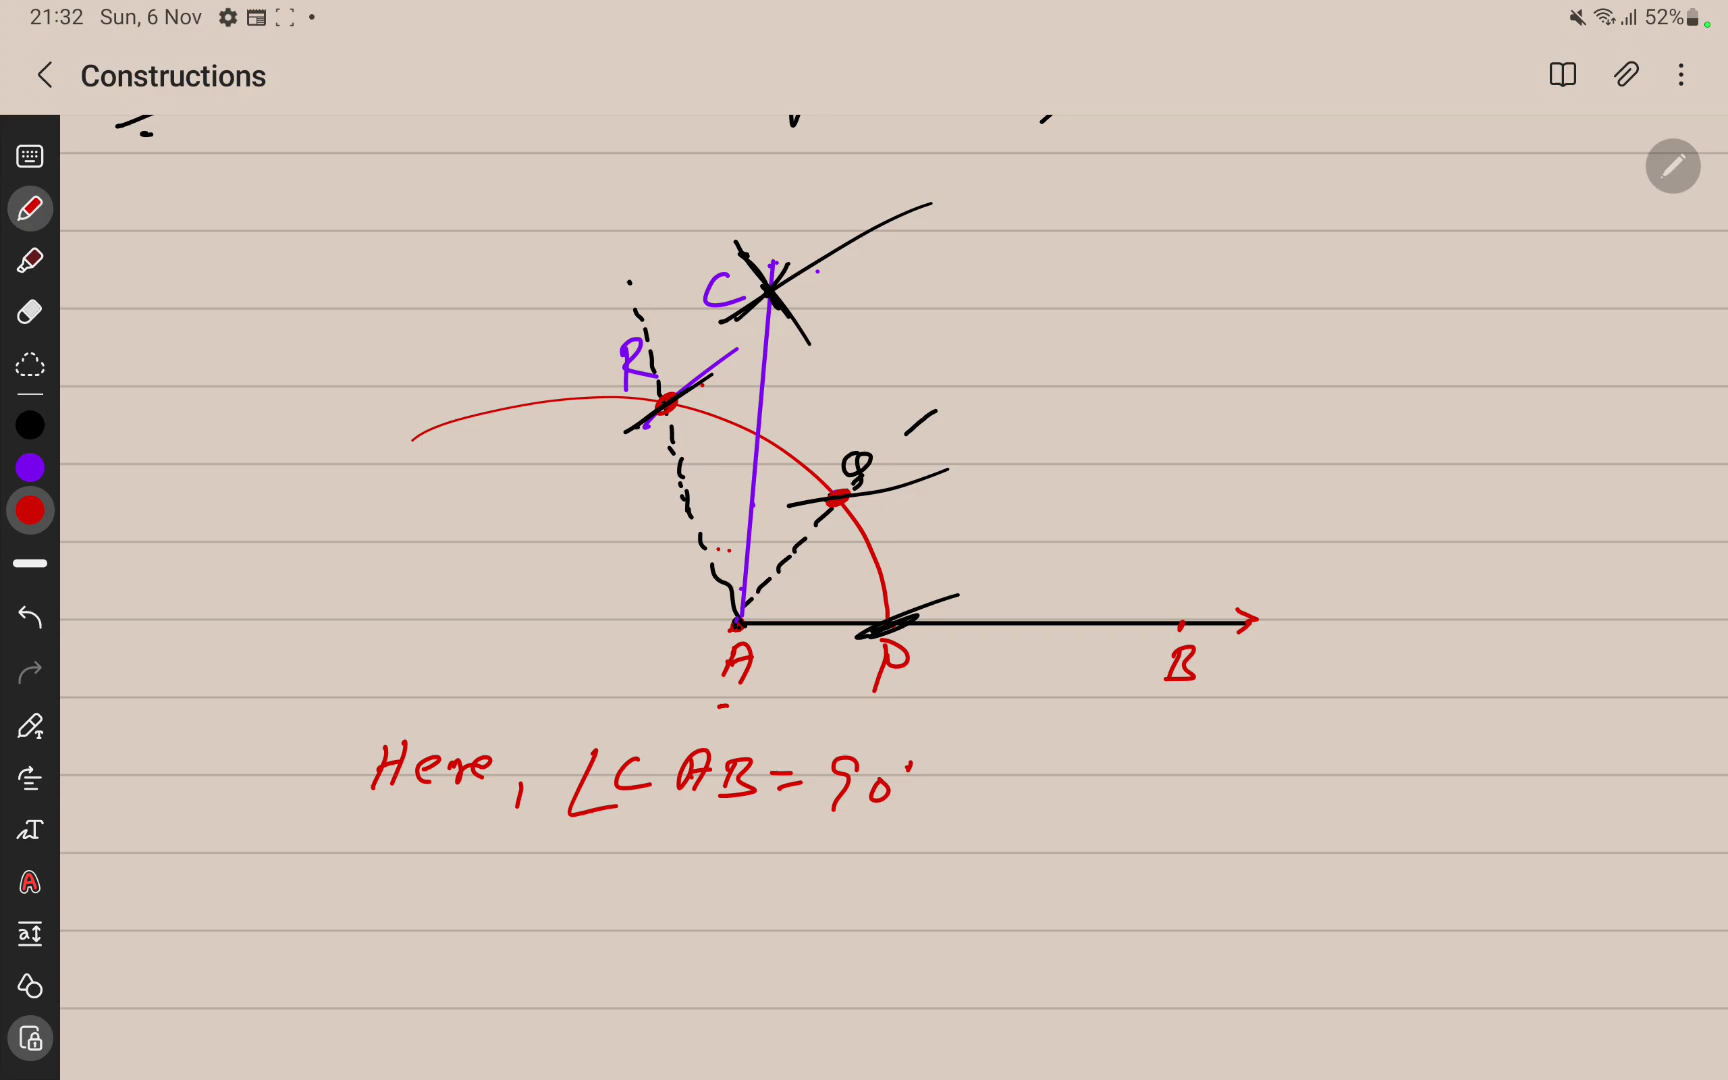 21:32 Sun, 6 Nov
52%
Constructions
C
R
Q
A P B
Here, ∠CAB = 90°